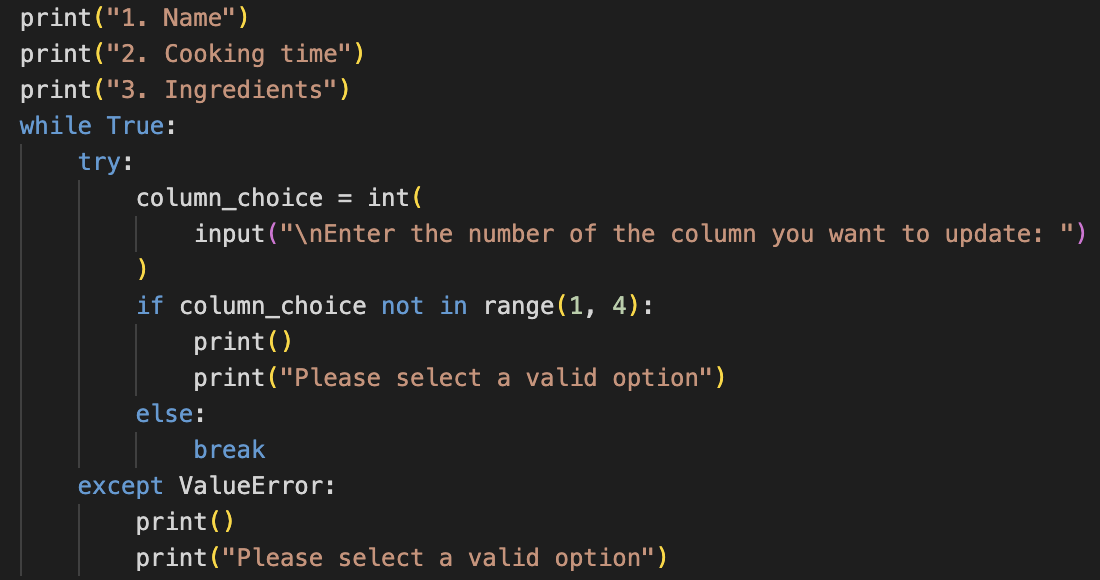 print("1. Name")
print("2. Cooking time")
print("3. Ingredients")
while True:
    try:
        column_choice = int(
            input("\nEnter the number of the column you want to update: ")
        )
        if column_choice not in range(1, 4):
            print()
            print("Please select a valid option")
        else:
            break
    except ValueError:
        print()
        print("Please select a valid option")